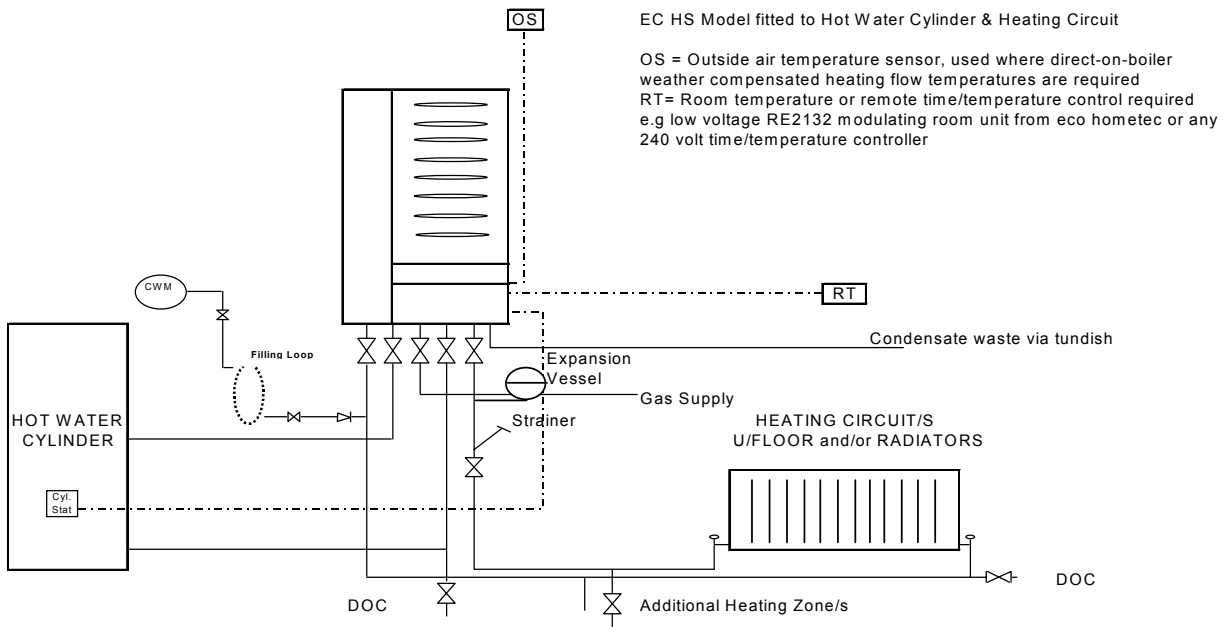 OS
EC HS Model fitted to Hot Water Cylinder & Heating Circuit
OS = Outside air temperature sensor, used where direct-on-boiler
weather compensated heating flow temperatures are required
RT= Room temperature or remote time/temperature control required
e.g low voltage RE2132 modulating room unit from eco hometec or any
240 volt time/temperature controller
CWM
RT
Condensate waste via tundish
Filling Loop
Expansion
Vessel
Gas Supply
HOT WATER
CYLINDER
Strainer
HEATING CIRCUIT/S
U/FLOOR and/or RADIATORS
Cyl.
Stat
DOC
Additional Heating Zone/s
DOC